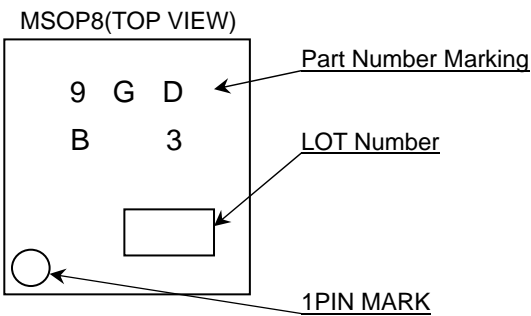 MSOP8(TOP VIEW)
Part Number Marking
9 G D
B 3
LOT Number
1PIN MARK